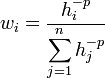 w_i = \frac{h_i^{-p}}{\sum_{j=1}^{n} h_j^{-p}}